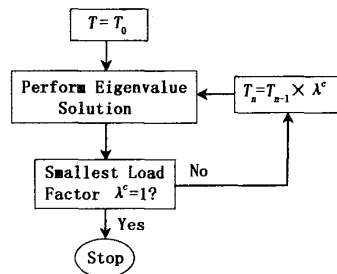 T = T₀
Perform Eigenvalue
Solution
Tₙ=Tₙ₋₁ × λᶜ
Smallest Load
Factor λᶜ=1?
No
Yes
Stop